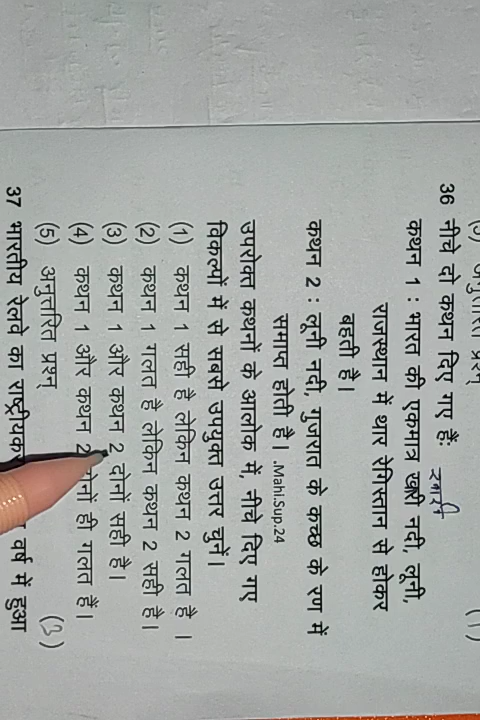 36 नीचे दो कथन दिए गए हैं:
कथन 1 : भारत की एकमात्र खारी नदी, लूनी,
राजस्थान में थार रेगिस्तान से होकर
बहती है।
कथन 2 : लूनी नदी, गुजरात के कच्छ के रण में
समाप्त होती है। .Mahi.Sup.24
उपरोक्त कथनों के आलोक में, नीचे दिए गए
विकल्पों में से सबसे उपयुक्त उत्तर चुनें।
(1) कथन 1 सही है लेकिन कथन 2 गलत है ।
(2) कथन 1 गलत है लेकिन कथन 2 सही है।
(3) कथन 1 और कथन 2 दोनों सही है।
(4) कथन 1 और कथन 2 दोनों ही गलत हैं।
(5) अनुत्तरित प्रश्न (3)
37 भारतीय रेलवे का वर्ष में हुआ